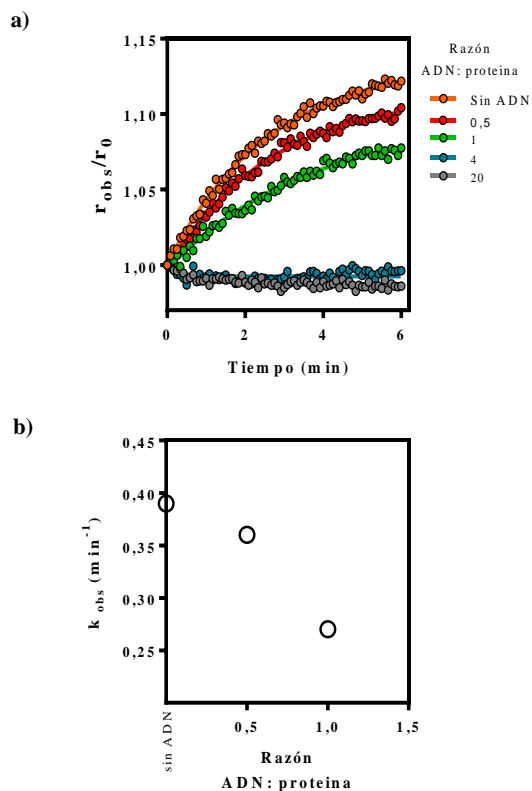 a)
1,15
1,10
1,05
1,00
r obs/r 0
0
2
4
6
Tiempo (min)
Razón
ADN: proteina
Sin ADN
0,5
1
4
20
b)
0,45
0,40
0,35
0,30
0,25
k obs (min-1)
sin ADN
0,5
1,0
1,5
Razón
ADN: proteina